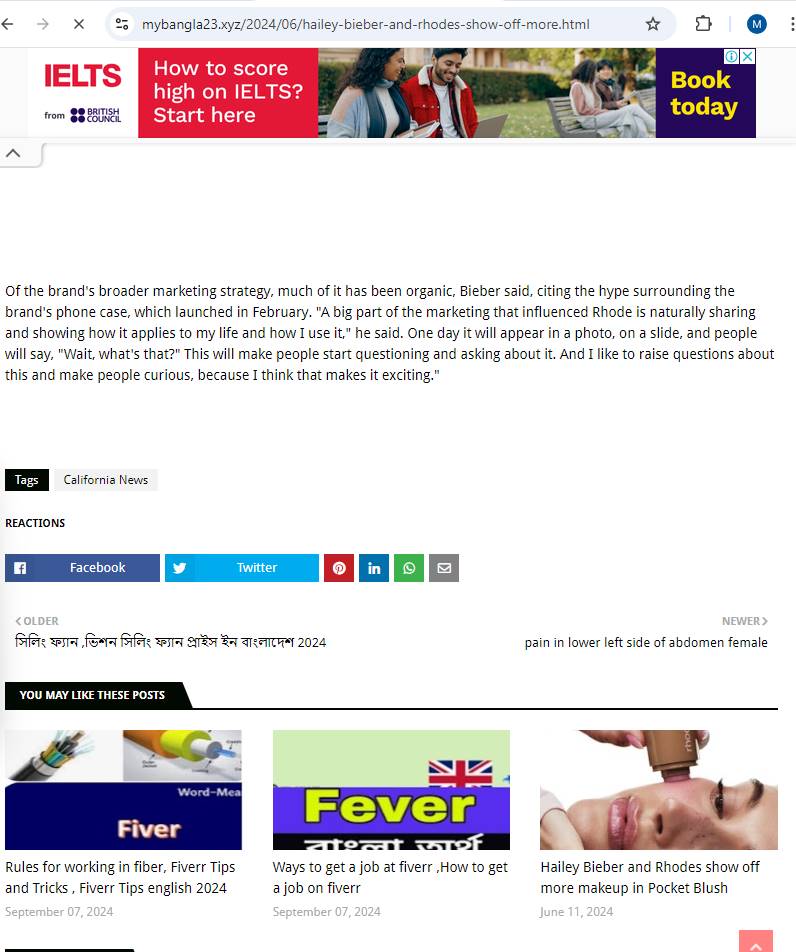 mybangla23.xyz/2024/06/hailey-bieber-and-rhodes-show-off-more.html
M
IELTS
from BRITISH COUNCIL
How to score
high on IELTS?
Start here
Book
today
Of the brand's broader marketing strategy, much of it has been organic, Bieber said, citing the hype surrounding the
brand's phone case, which launched in February. "A big part of the marketing that influenced Rhode is naturally sharing
and showing how it applies to my life and how I use it," he said. One day it will appear in a photo, on a slide, and people
will say, "Wait, what's that?" This will make people start questioning and asking about it. And I like to raise questions about
this and make people curious, because I think that makes it exciting."
Tags California News
REACTIONS
Facebook Twitter
OLDER NEWER
সিলিং ফ্যান ,ভিশন সিলিং ফ্যান প্রাইস ইন বাংলাদেশ 2024 pain in lower left side of abdomen female
YOU MAY LIKE THESE POSTS
Word-Mea
Fiver
Fever
বাংলা অর্থ
Rules for working in fiber, Fiverr Tips
and Tricks , Fiverr Tips english 2024
September 07, 2024
Ways to get a job at fiverr ,How to get
a job on fiverr
September 07, 2024
Hailey Bieber and Rhodes show off
more makeup in Pocket Blush
June 11, 2024